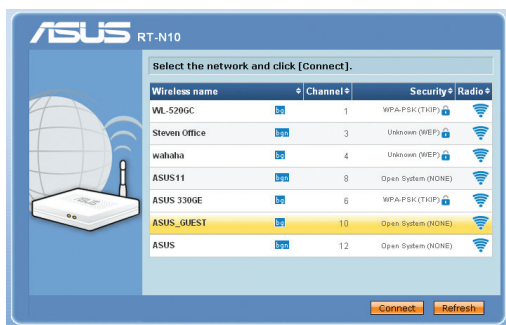 ASUS RT-N10
Select the network and click [Connect].
Wireless name Channel Security Radio
WL-520GC bg 1 WPA-PSK (TKIP)
Steven Office bgn 3 Unknown (WEP)
wahaha bg 4 Unknown (WEP)
ASUS11 bgn 8 Open System (NONE)
ASUS 330GE bg 6 WPA-PSK (TKIP)
ASUS_GUEST bg 10 Open System (NONE)
ASUS bgn 12 Open System (NONE)
ASUS
Connect Refresh